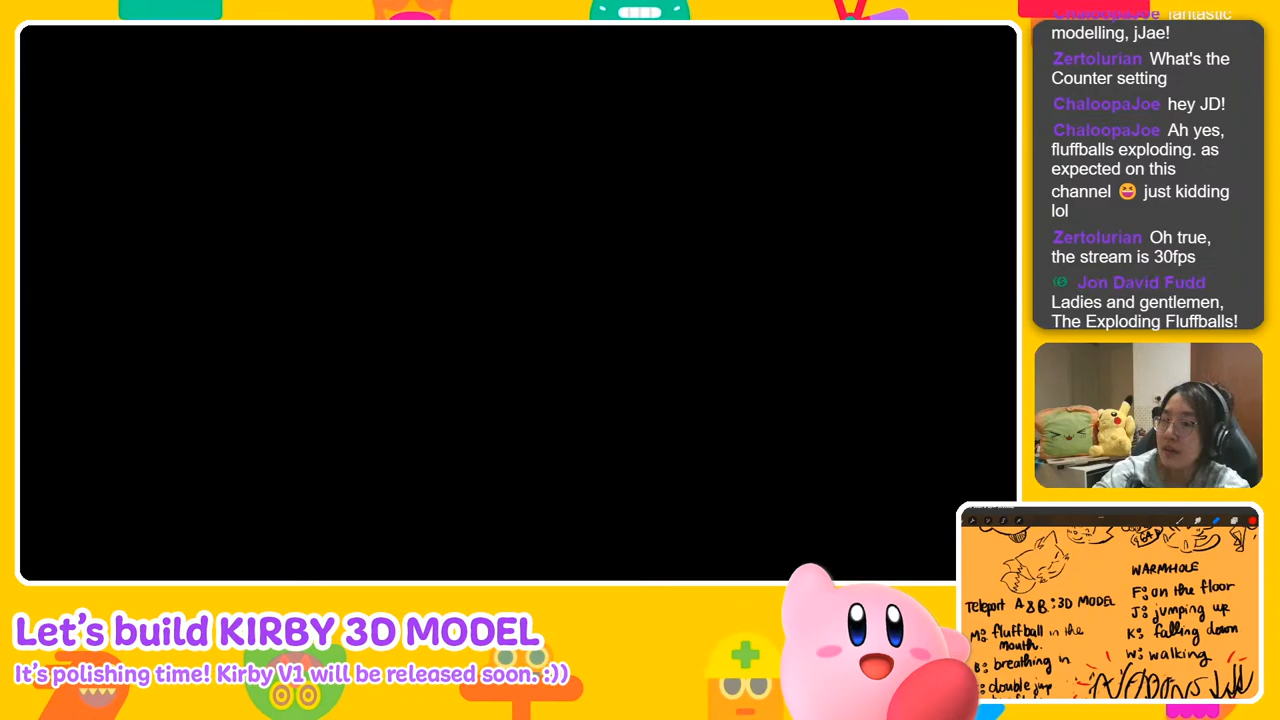 ChaloopaJoe fantastic
modelling, jJae!
Zertolurian What's the
Counter setting
ChaloopaJoe hey JD!
ChaloopaJoe Ah yes,
fluffballs exploding. as
expected on this
channel 😆 just kidding
lol
Zertolurian Oh true,
the stream is 30fps
Jon David Fudd
Ladies and gentlemen,
The Exploding Fluffballs!
WARMHOLE
F: on the floor
J: jumping up
K: falling down
W: walking
Teleport A & B: 3D MODEL
M: fluffball in the
mouth.
B: breathing in
: double jump
Let's build KIRBY 3D MODEL
It's polishing time! Kirby V1 will be released soon. :))